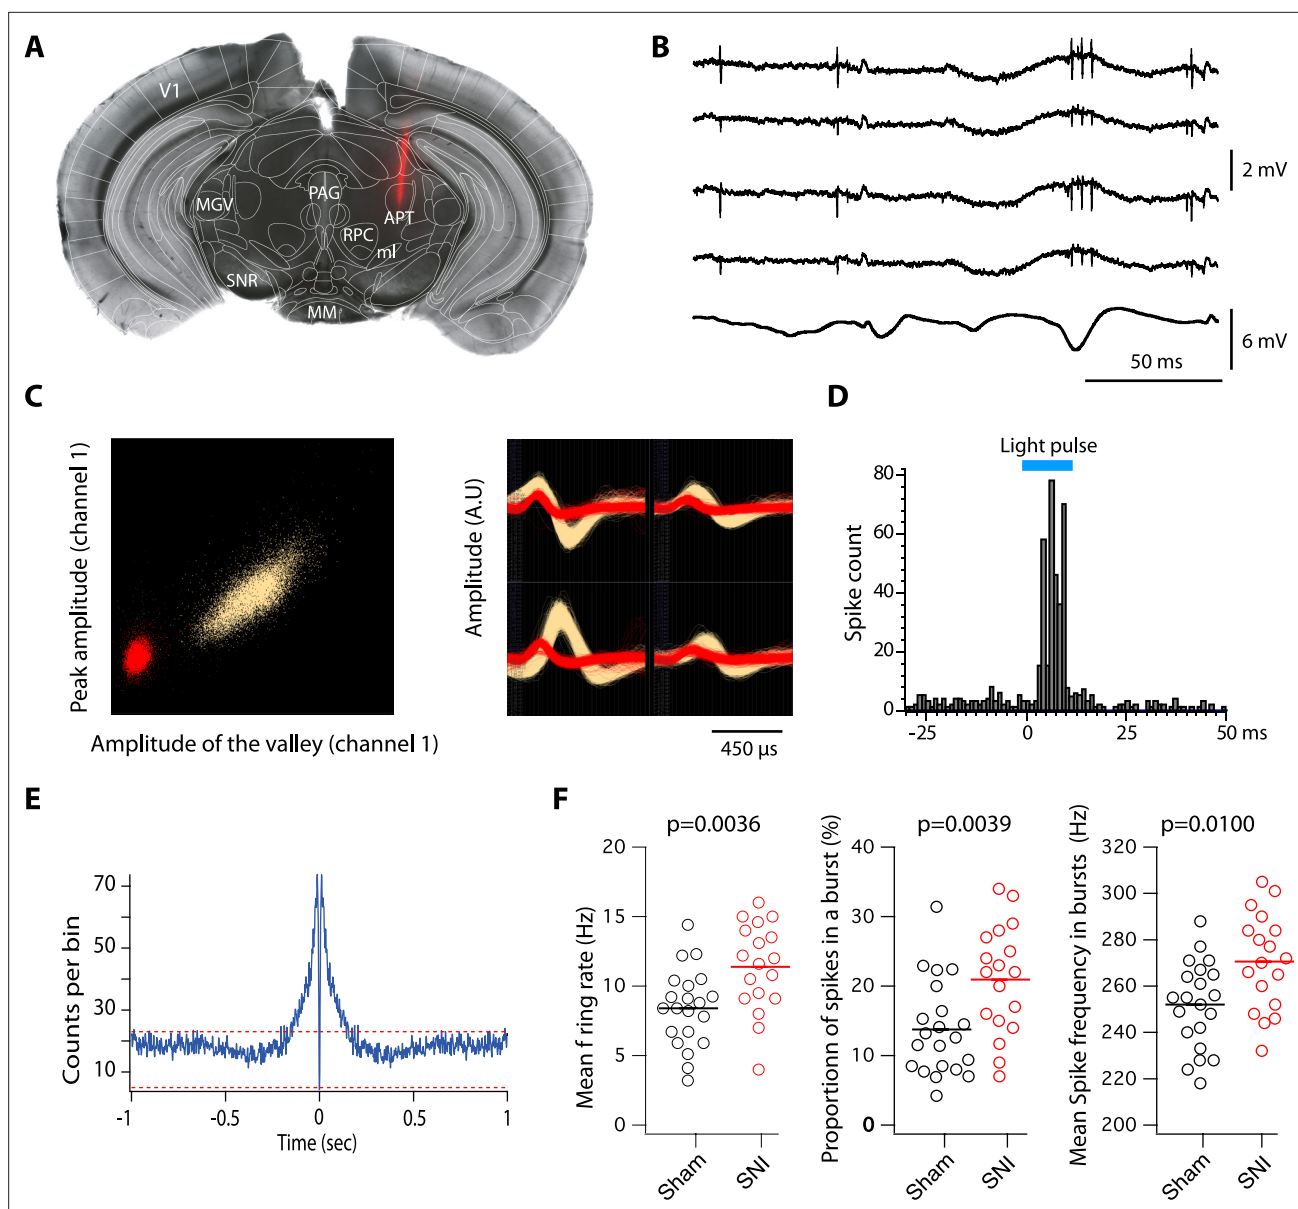 A
V1
MGV
PAG
APT
RPC
ml
SNR
MM
B
2 mV
6 mV
50 ms
C
Peak amplitude (channel 1)
Amplitude of the valley (channel 1)
Amplitude (A.U)
450 µs
D
Light pulse
Spike count
80
60
40
20
0
-25
0
25
50 ms
E
Counts per bin
70
50
30
10
-1
-0.5
0
0.5
1
Time (sec)
F
p=0.0036
Mean f ring rate (Hz)
20
15
10
5
0
Sham
SNI
p=0.0039
Proportionn of spikes in a burst (%)
40
30
20
10
0
Sham
SNI
p=0.0100
Mean Spike frequency in bursts (Hz)
320
300
280
260
240
220
200
Sham
SNI